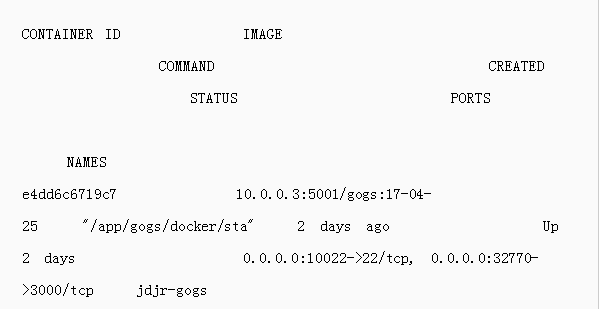 CONTAINER ID IMAGE
COMMAND CREATED
STATUS PORTS
NAMES
e4dd6c6719c7 10.0.0.3:5001/gogs:17-04-
25 "/app/gogs/docker/sta" 2 days ago Up
2 days 0.0.0.0:10022->22/tcp, 0.0.0.0:32770-
>3000/tcp jdjr-gogs